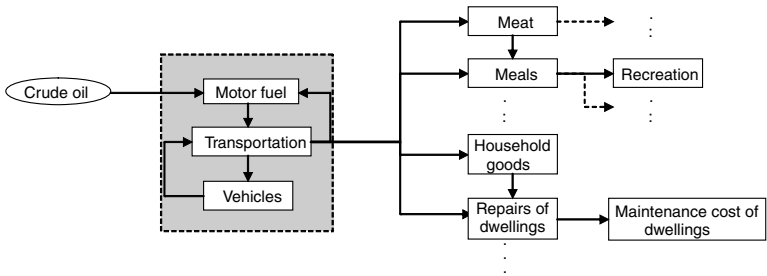 Crude oil
Motor fuel
Transportation
Vehicles
Meat
Meals
Recreation
Household
goods
Repairs of
dwellings
Maintenance cost of
dwellings